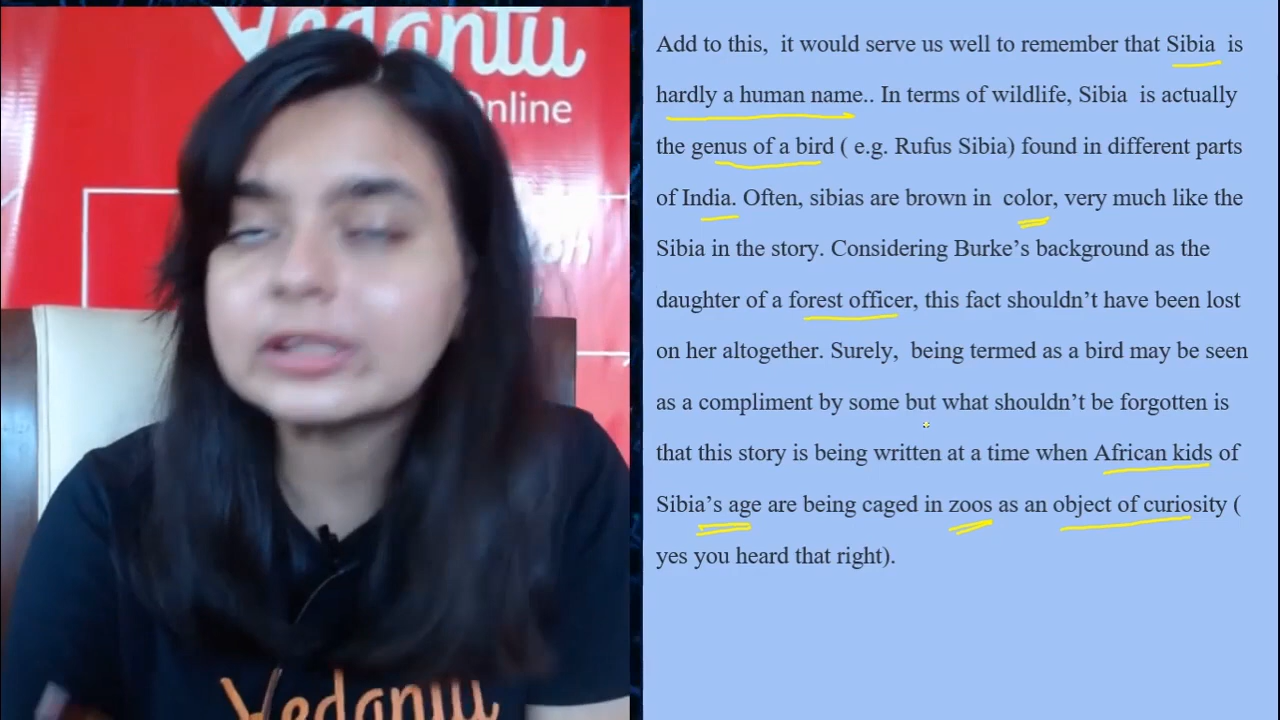 Vedantu
Online
Add to this, it would serve us well to remember that Sibia is
hardly a human name.. In terms of wildlife, Sibia is actually
the genus of a bird ( e.g. Rufus Sibia) found in different parts
of India. Often, sibias are brown in color, very much like the
Sibia in the story. Considering Burke’s background as the
daughter of a forest officer, this fact shouldn’t have been lost
on her altogether. Surely, being termed as a bird may be seen
as a compliment by some but what shouldn’t be forgotten is
that this story is being written at a time when African kids of
Sibia’s age are being caged in zoos as an object of curiosity (
yes you heard that right).
Vedantu